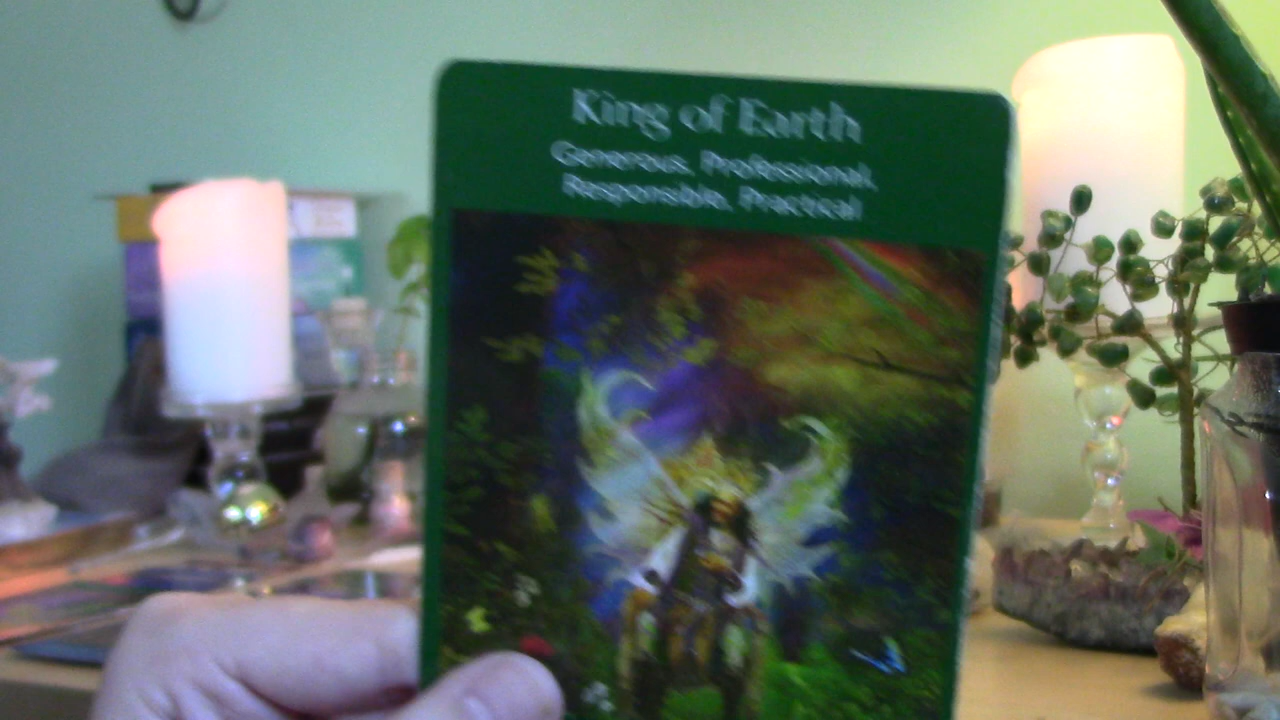 King of Earth
Generous, Professional,
Responsible, Practical